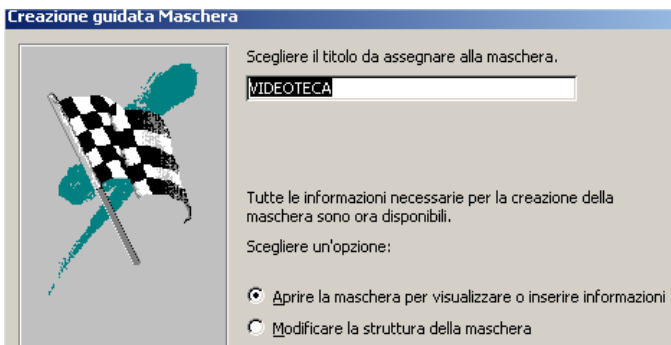 Creazione guidata Maschera
Scegliere il titolo da assegnare alla maschera.
VIDEOTECA
Tutte le informazioni necessarie per la creazione della
maschera sono ora disponibili.
Scegliere un'opzione:
Aprire la maschera per visualizzare o inserire informazioni
Modificare la struttura della maschera